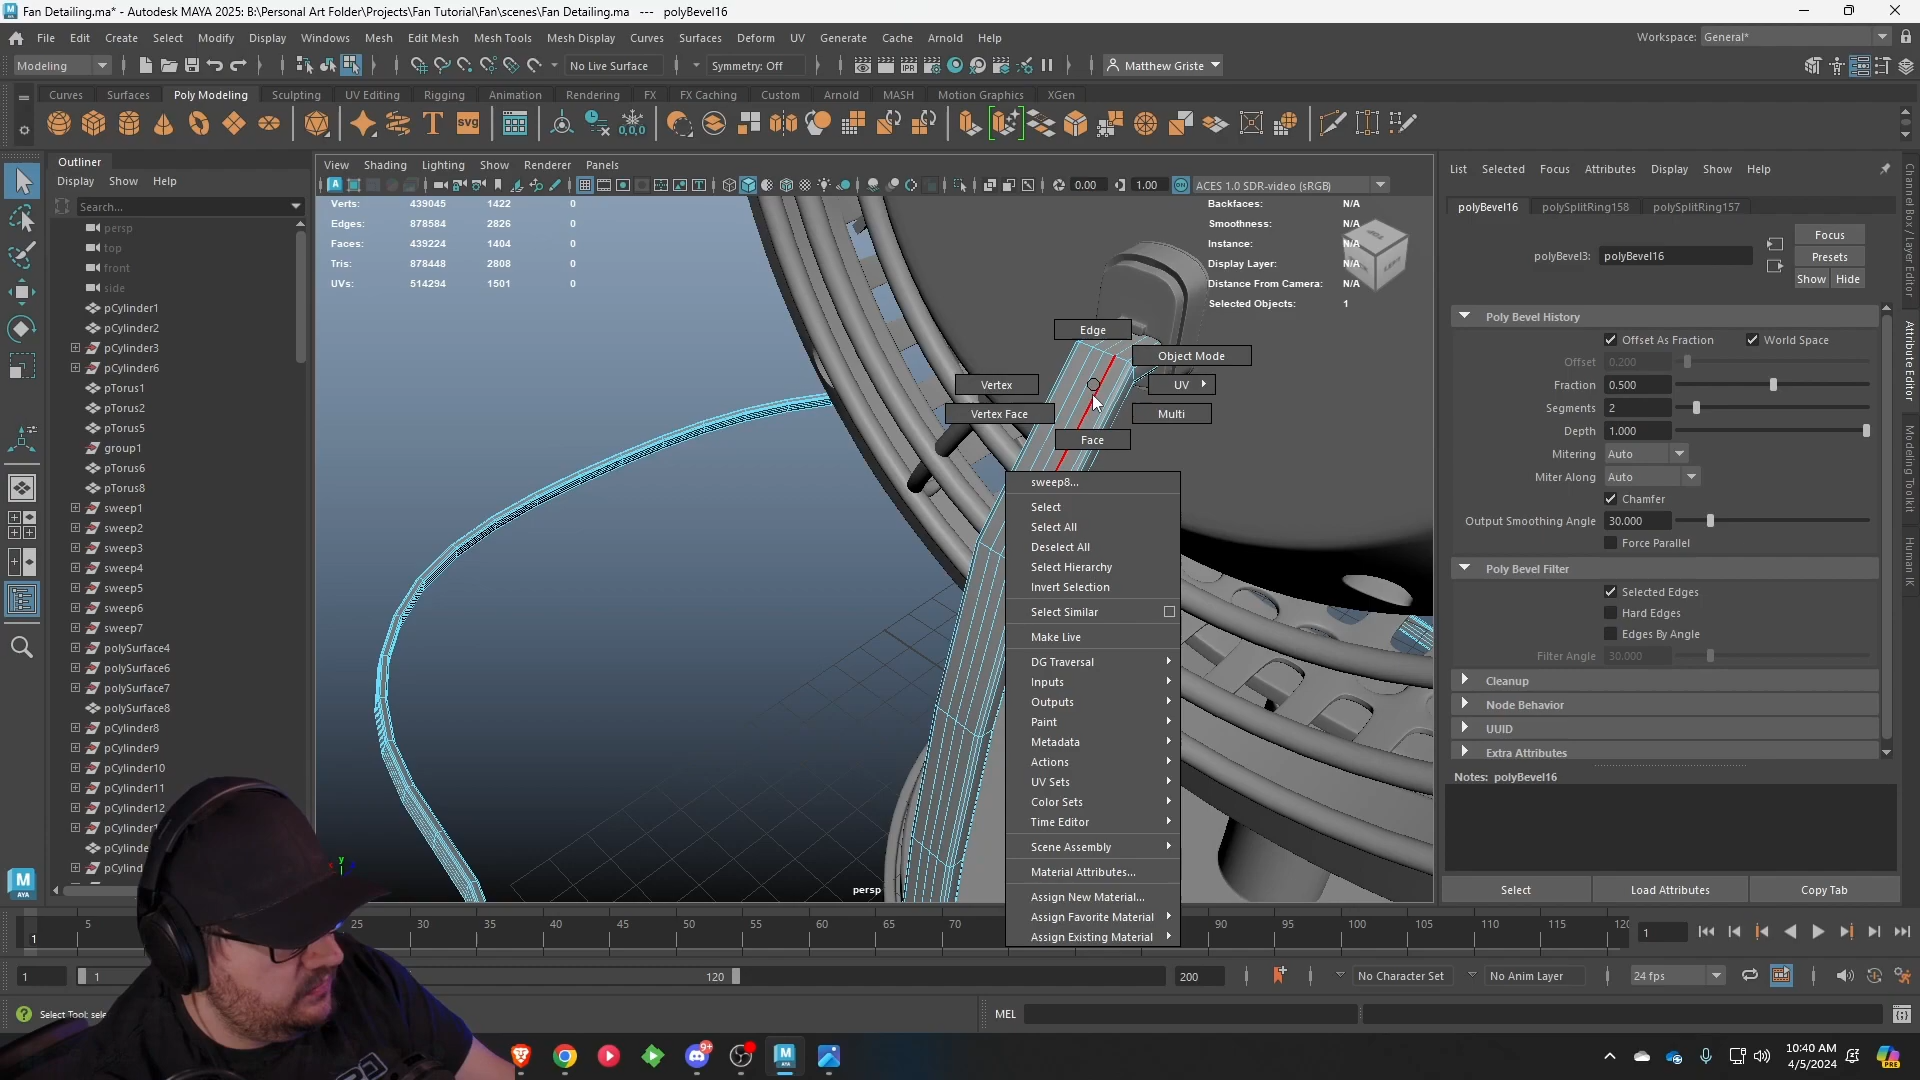 Fan Detailing.ma* - Autodesk MAYA 2025: B:\Personal Art Folder\Projects\Fan Tutorial\Fan\scenes\Fan Detailing.ma --- polyBevel16
File Edit Create Select Modify Display Windows Mesh Edit Mesh Mesh Tools Mesh Display Curves Surfaces Deform UV Generate Cache Arnold Help
Workspace: General*
Modeling
No Live Surface
Symmetry: Off
Matthew Griste
Curves Surfaces Poly Modeling Sculpting UV Editing Rigging Animation Rendering FX FX Caching Custom Arnold MASH Motion Graphics XGen
Outliner
Display Show Help
Search...
persp
top
front
side
pCylinder1
pCylinder2
pCylinder3
pCylinder6
pTorus1
pTorus2
pTorus5
group1
pTorus6
pTorus8
sweep1
sweep2
sweep3
sweep4
sweep5
sweep6
sweep7
polySurface4
polySurface6
polySurface7
polySurface8
pCylinder8
pCylinder9
pCylinder10
pCylinder11
pCylinder12
View Shading Lighting Show Renderer Panels
0.00
1.00
ACES 1.0 SDR-video (sRGB)
Verts: 439045 1422 0
Edges: 878584 2826 0
Faces: 439224 1404 0
Tris: 878448 2808 0
UVs: 514294 1501 0
Backfaces: N/A
Smoothness: N/A
Instance: N/A
Display Layer: N/A
Distance From Camera: N/A
Selected Objects: 1
Edge
Object Mode
Vertex
UV
Vertex Face
Multi
Face
sweep8...
Select
Select All
Deselect All
Select Hierarchy
Invert Selection
Select Similar
Make Live
DG Traversal
Inputs
Outputs
Paint
Metadata
Actions
UV Sets
Color Sets
Time Editor
Scene Assembly
Material Attributes...
Assign New Material...
Assign Favorite Material
Assign Existing Material
persp
List Selected Focus Attributes Display Show Help
polyBevel16 polySplitRing158 polySplitRing157
polyBevel3: polyBevel16
Focus
Presets
Show Hide
Poly Bevel History
Offset As Fraction World Space
Offset 0.200
Fraction 0.500
Segments 2
Depth 1.000
Mitering Auto
Miter Along Auto
Chamfer
Output Smoothing Angle 30.000
Force Parallel
Poly Bevel Filter
Selected Edges
Hard Edges
Edges By Angle
Filter Angle 30.000
Cleanup
Node Behavior
UUID
Extra Attributes
Notes: polyBevel16
Select Load Attributes Copy Tab
Channel Box / Layer Editor
Attribute Editor
Modeling Toolkit
Human IK
1 5 25 30 35 40 45 50 55 60 65 70 90 95 100 105 110 115 120
1
1 1 120 200
No Character Set
No Anim Layer
24 fps
Select Tool:
MEL
10:40 AM
4/5/2024